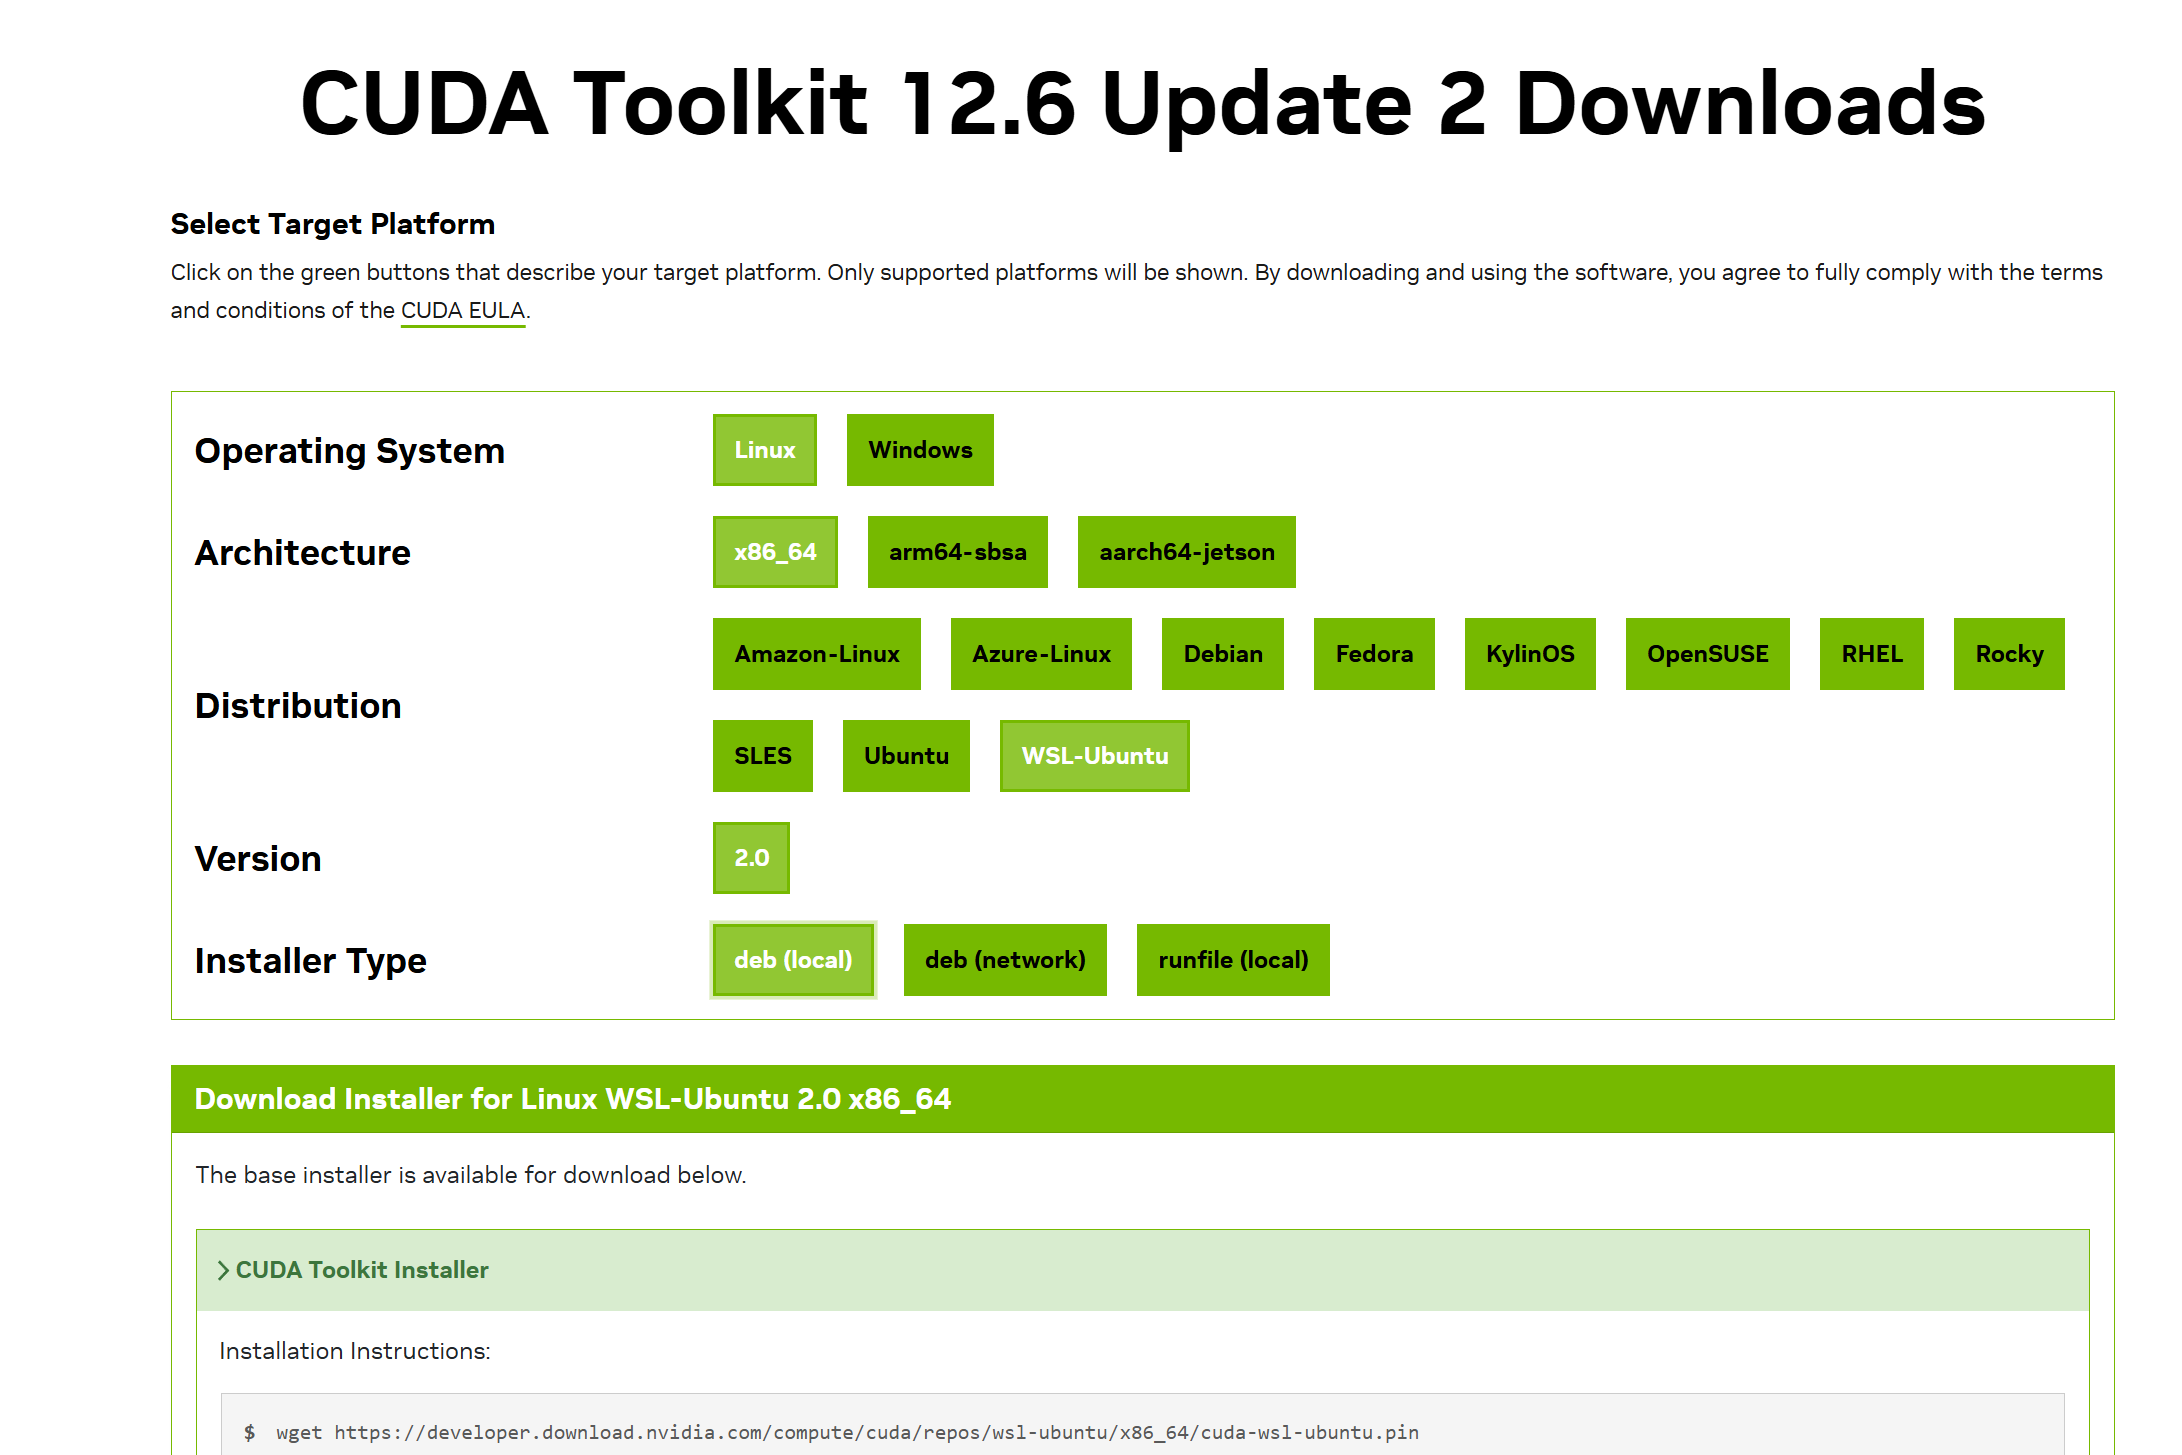 CUDA Toolkit 12.6 Update 2 Downloads
Select Target Platform
Click on the green buttons that describe your target platform. Only supported platforms will be shown. By downloading and using the software, you agree to fully comply with the terms
and conditions of the CUDA EULA.
Operating System
Linux Windows
Architecture
x86_64 arm64-sbsa aarch64-jetson
Distribution
Amazon-Linux Azure-Linux Debian Fedora KylinOS OpenSUSE RHEL Rocky
SLES Ubuntu WSL-Ubuntu
Version
2.0
Installer Type
deb (local) deb (network) runfile (local)
Download Installer for Linux WSL-Ubuntu 2.0 x86_64
The base installer is available for download below.
CUDA Toolkit Installer
Installation Instructions:
$ wget https://developer.download.nvidia.com/compute/cuda/repos/wsl-ubuntu/x86_64/cuda-wsl-ubuntu.pin